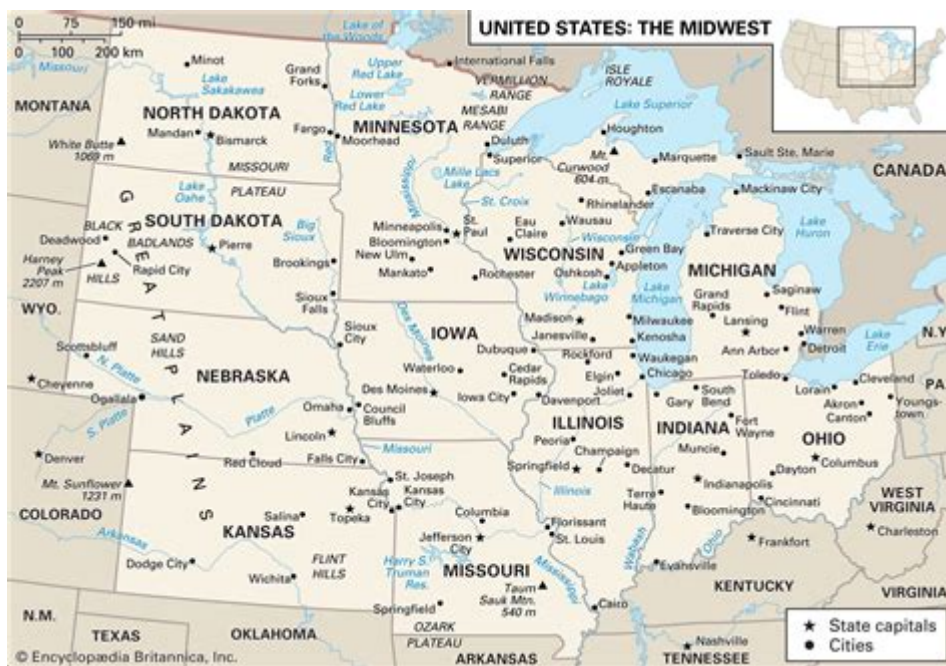 0 75 150 mi
0 100 200 km
UNITED STATES: THE MIDWEST
Lake of
the Woods
International Falls
Upper
Red Lake
Lower
Red Lake
VERMILLION
RANGE
MESABI
RANGE
ISLE
ROYALE
Lake Superior
Missouri
Minot
Lake
Sakakawea
Grand
Forks
MONTANA
NORTH DAKOTA
Mandan
Bismarck
Fargo
Moorhead
Red
MINNESOTA
White Butte
1069 m
MISSOURI
PLATEAU
Duluth
Superior
Houghton
Mt.
Curwood
604 m
Marquette
Sault Ste. Marie
CANADA
Mississippi
Mille Lacs
Lake
St. Croix
Rhinelander
Escanaba
Mackinaw City
Lake
Oahe
GREAT PLAINS
BLACK
HILLS
SOUTH DAKOTA
BADLANDS
Deadwood
Pierre
Harney
Peak
2207 m
Rapid City
Big
Sioux
Brookings
Sioux
Falls
Minneapolis
St.
Paul
Bloomington
New Ulm
Mankato
Rochester
Eau
Claire
Wausau
Wisconsin
WISCONSIN
Green Bay
Appleton
Oshkosh
Lake
Winnebago
Lake
Michigan
Traverse City
Lake
Huron
MICHIGAN
Saginaw
Grand
Rapids
Flint
Lansing
Warren
Detroit
Ann Arbor
Lake
Erie
N.Y.
Madison
Janesville
Milwaukee
Kenosha
Rockford
Waukegan
Elgin
Chicago
Joliet
WYO.
SAND
HILLS
Scottsbluff
N. Platte
Cheyenne
Ogallala
S. Platte
NEBRASKA
Platte
Sioux
City
IOWA
Des Moines
Dubuque
Waterloo
Cedar
Rapids
Des Moines
Iowa City
Davenport
Omaha
Council
Bluffs
Lincoln
Missouri
Red Cloud
Falls City
Denver
Mt. Sunflower
1231 m
COLORADO
Arkansas
St. Joseph
Kansas
City
Kansas
City
Salina
Topeka
KANSAS
FLINT
HILLS
Dodge City
Wichita
Columbia
Jefferson
City
Harry S.
Truman
Res.
MISSOURI
Taum
Sauk Mtn.
540 m
Springfield
OZARK
PLATEAU
Florissant
St. Louis
Mississippi
Cairo
ILLINOIS
Peoria
Champaign
Springfield
Decatur
Illinois
Gary
South
Bend
INDIANA
Fort
Wayne
Muncie
Indianapolis
Terre
Haute
Bloomington
Wabash
Evansville
Toledo
Lorain
Cleveland
Akron
Canton
Youngs-
town
PA
OHIO
Columbus
Dayton
Cincinnati
Ohio
WEST
VIRGINIA
Charleston
Frankfort
KENTUCKY
VIRGINIA
Nashville
TENNESSEE
N.M.
TEXAS
OKLAHOMA
ARKANSAS
State capitals
Cities
© Encyclopædia Britannica, Inc.